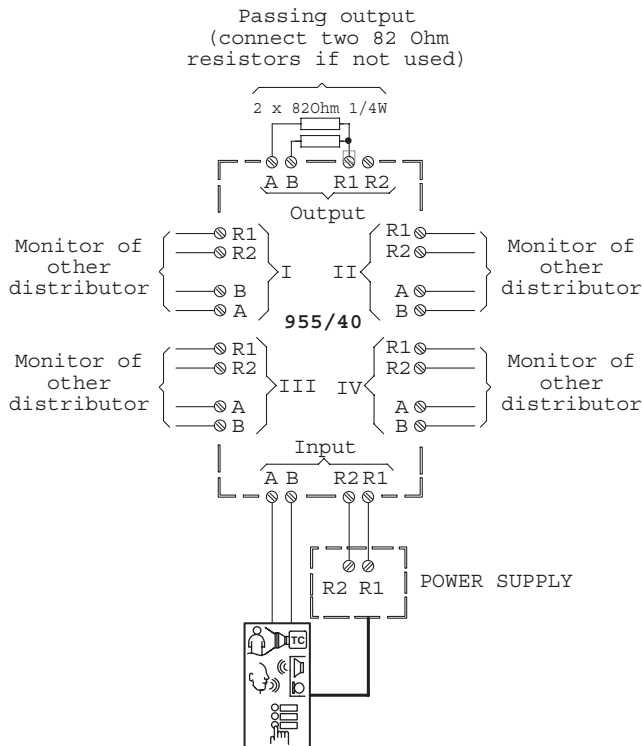 Passing output
(connect two 82 Ohm
resistors if not used)
2 x 82Ohm 1/4W
A B R1 R2
Output
Monitor of
other
distributor
R1
R2
I
B
A
R1
R2
II
A
B
Monitor of
other
distributor
955/40
Monitor of
other
distributor
R1
R2
III
A
B
R1
R2
IV
A
B
Monitor of
other
distributor
Input
A B R2 R1
R2 R1
POWER SUPPLY
TC